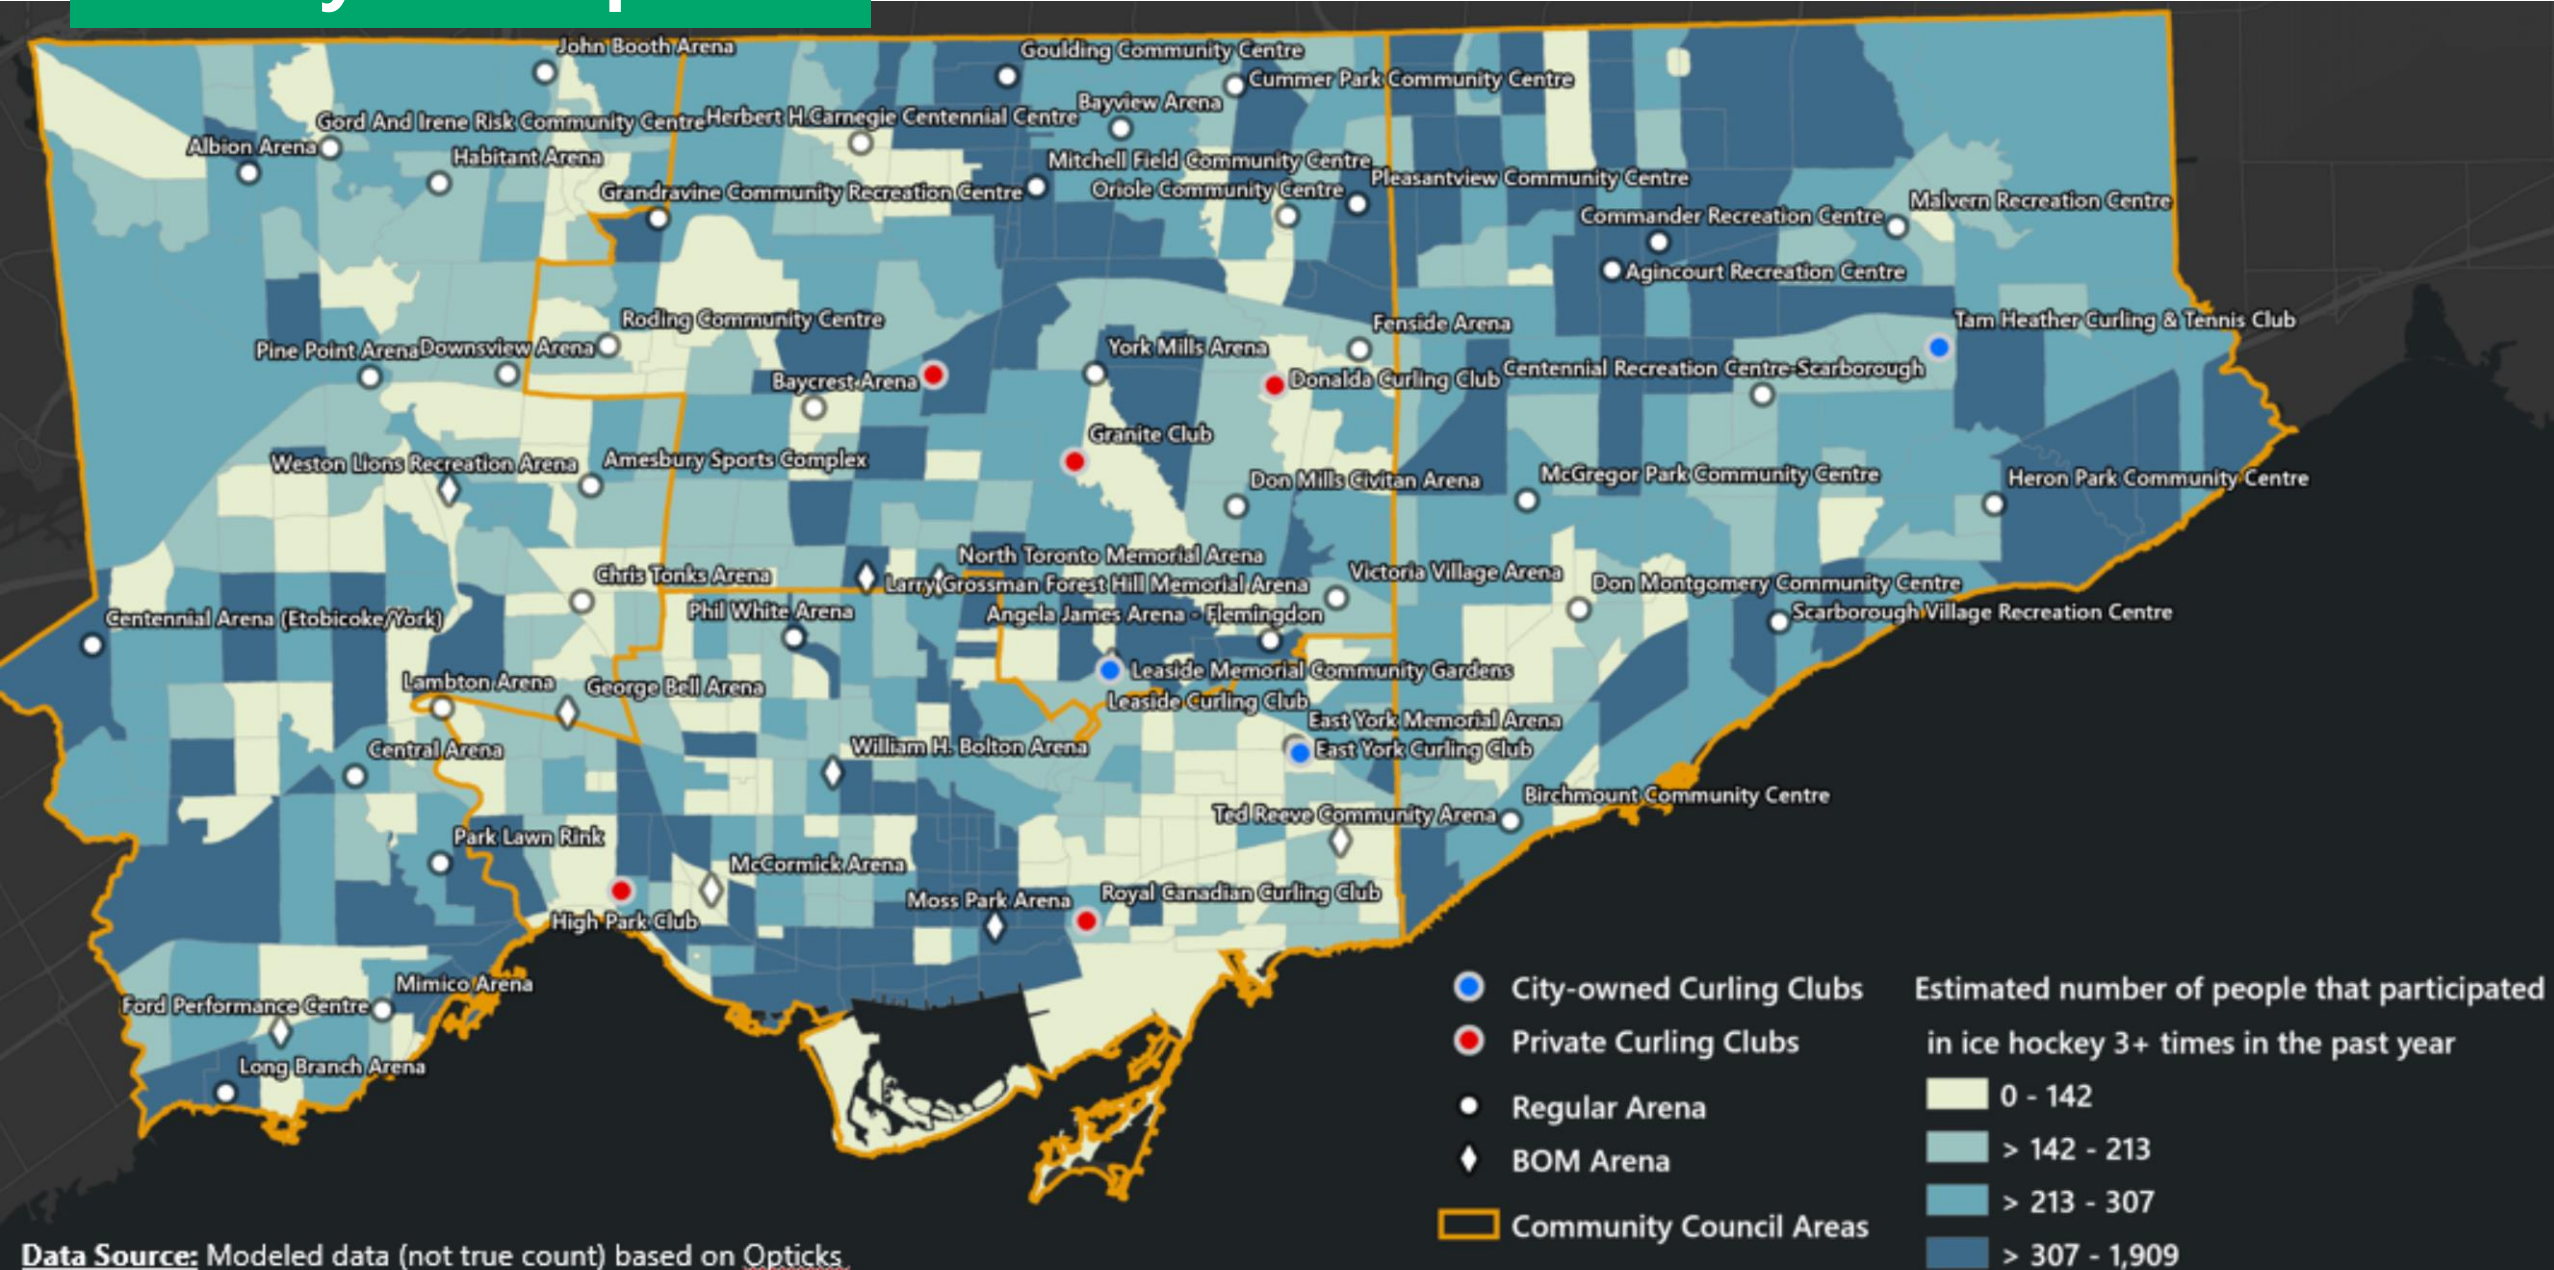 John Booth Arena
Goulding Community Centre
Cummer Park Community Centre
Bayview Arena
Gord And Irene Risk Community Centre
Herbert H.Carnegie Centennial Centre
Albion Arena
Habitant Arena
Mitchell Field Community Centre
Pleasantview Community Centre
Grandravine Community Recreation Centre
Oriole Community Centre
Malvern Recreation Centre
Commander Recreation Centre
Agincourt Recreation Centre
Roding Community Centre
Fenside Arena
Tam Heather Curling & Tennis Club
Pine Point Arena
Downsview Arena
York Mills Arena
Centennial Recreation Centre-Scarborough
Baycrest Arena
Donalda Curling Club
Granite Club
Weston Lions Recreation Arena
Amesbury Sports Complex
Don Mills Civitan Arena
McGregor Park Community Centre
Heron Park Community Centre
North Toronto Memorial Arena
Chris Tonks Arena
Larry Grossman Forest Hill Memorial Arena
Victoria Village Arena
Don Montgomery Community Centre
Centennial Arena (Etobicoke/York)
Phil White Arena
Angela James Arena - Flemingdon
Scarborough Village Recreation Centre
Lambton Arena
George Bell Arena
Leaside Memorial Community Gardens
Leaside Curling Club
East York Memorial Arena
Central Arena
William H. Bolton Arena
East York Curling Club
Birchmount Community Centre
Ted Reeve Community Arena
Park Lawn Rink
McCormick Arena
Moss Park Arena
Royal Canadian Curling Club
High Park Club
Mimico Arena
Ford Performance Centre
Long Branch Arena
City-owned Curling Clubs
Private Curling Clubs
Regular Arena
BOM Arena
Community Council Areas
Estimated number of people that participated
in ice hockey 3+ times in the past year
0 - 142
> 142 - 213
> 213 - 307
> 307 - 1,909
Data Source: Modeled data (not true count) based on Opticks